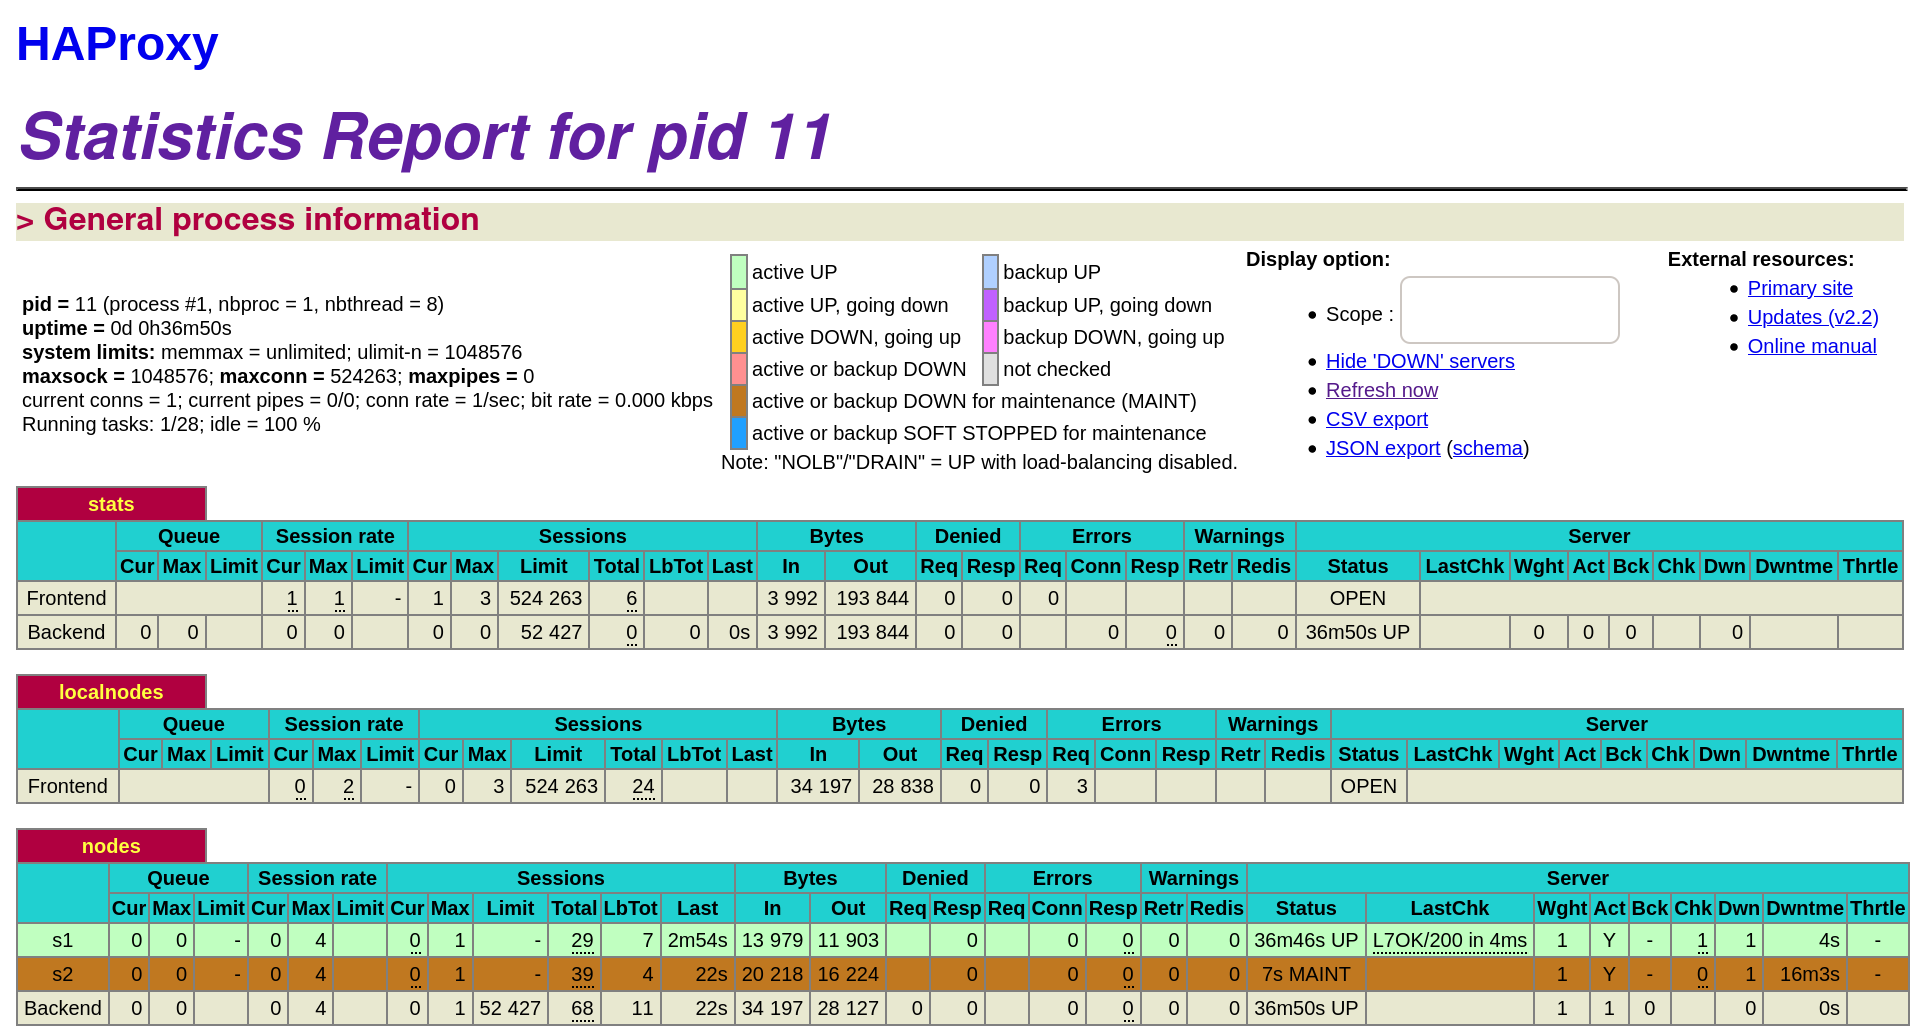 HAProxy
Statistics Report for pid 11
> General process information
pid = 11 (process #1, nbproc = 1, nbthread = 8)
uptime = 0d 0h36m50s
system limits: memmax = unlimited; ulimit-n = 1048576
maxsock = 1048576; maxconn = 524263; maxpipes = 0
current conns = 1; current pipes = 0/0; conn rate = 1/sec; bit rate = 0.000 kbps
Running tasks: 1/28; idle = 100 %
active UP backup UP
active UP, going down backup UP, going down
active DOWN, going up backup DOWN, going up
active or backup DOWN not checked
active or backup DOWN for maintenance (MAINT)
active or backup SOFT STOPPED for maintenance
Note: "NOLB"/"DRAIN" = UP with load-balancing disabled.
Display option:
• Scope :
• Hide 'DOWN' servers
• Refresh now
• CSV export
• JSON export (schema)
External resources:
• Primary site
• Updates (v2.2)
• Online manual
stats
Queue Session rate Sessions Bytes Denied Errors Warnings Server
Cur Max Limit Cur Max Limit Cur Max Limit Total LbTot Last In Out Req Resp Req Conn Resp Retr Redis Status LastChk Wght Act Bck Chk Dwn Dwntme Thrtle
Frontend 1 1 - 1 3 524 263 6 3 992 193 844 0 0 0 OPEN
Backend 0 0 0 0 0 0 52 427 0 0 0s 3 992 193 844 0 0 0 0 0 0 36m50s UP 0 0 0 0
localnodes
Queue Session rate Sessions Bytes Denied Errors Warnings Server
Cur Max Limit Cur Max Limit Cur Max Limit Total LbTot Last In Out Req Resp Req Conn Resp Retr Redis Status LastChk Wght Act Bck Chk Dwn Dwntme Thrtle
Frontend 0 2 - 0 3 524 263 24 34 197 28 838 0 0 3 OPEN
nodes
Queue Session rate Sessions Bytes Denied Errors Warnings Server
Cur Max Limit Cur Max Limit Cur Max Limit Total LbTot Last In Out Req Resp Req Conn Resp Retr Redis Status LastChk Wght Act Bck Chk Dwn Dwntme Thrtle
s1 0 0 - 0 4 0 1 - 29 7 2m54s 13 979 11 903 0 0 0 0 0 36m46s UP L7OK/200 in 4ms 1 Y - 1 1 4s -
s2 0 0 - 0 4 0 1 - 39 4 22s 20 218 16 224 0 0 0 0 0 7s MAINT 1 Y - 0 1 16m3s -
Backend 0 0 0 4 0 1 52 427 68 11 22s 34 197 28 127 0 0 0 0 0 0 36m50s UP 1 1 0 0 0s